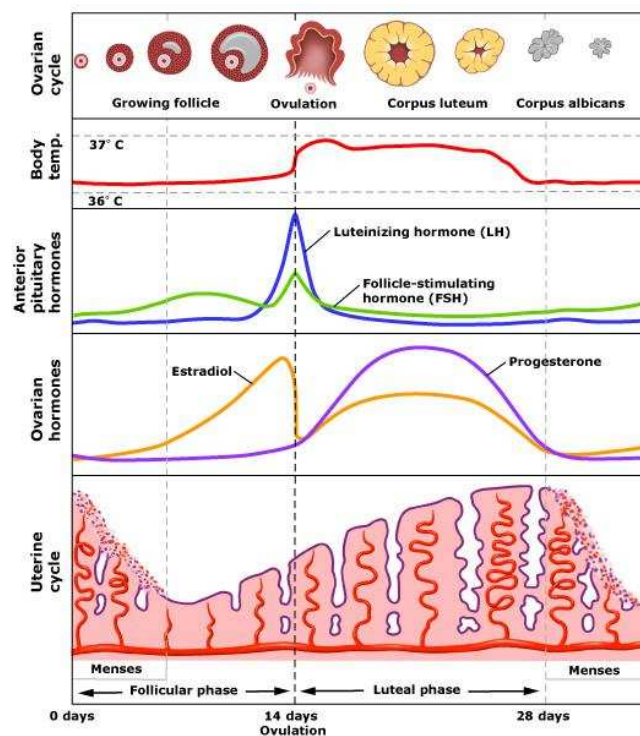 Ovarian
cycle
Growing follicle
Ovulation
Corpus luteum
Corpus albicans
Body
temp.
37° C
36° C
Anterior
pituitary
hormones
Luteinizing hormone (LH)
Follicle-stimulating
hormone (FSH)
Ovarian
hormones
Estradiol
Progesterone
Uterine
cycle
Menses
Menses
Follicular phase
Luteal phase
0 days
14 days
28 days
Ovulation